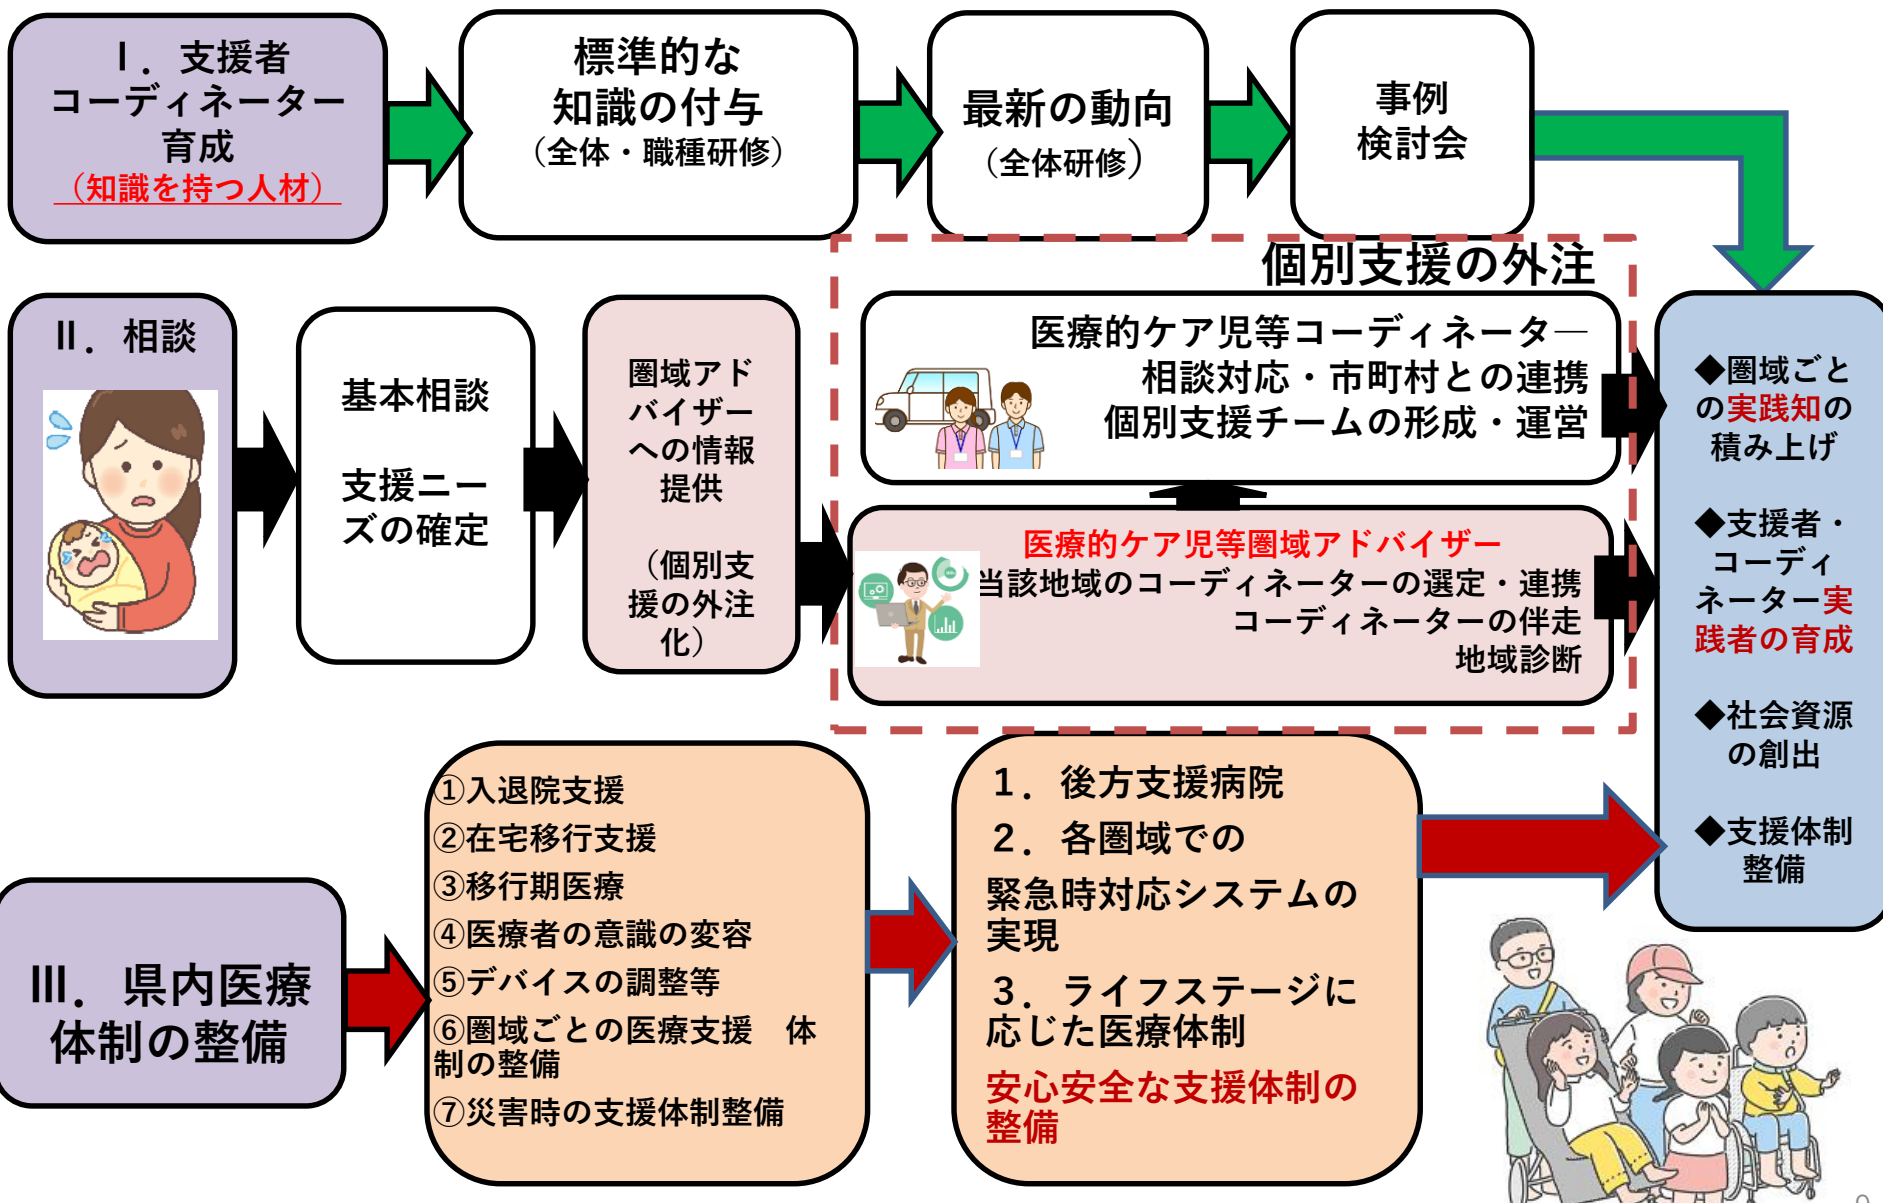 Ⅰ．支援者
コーディネーター
育成
（知識を持つ人材）
標準的な
知識の付与
（全体・職種研修）
最新の動向
（全体研修）
事例
検討会
Ⅱ．相談
基本相談
支援ニー
ズの確定
圏域アド
バイザー
への情報
提供
（個別支
援の外注
化）
個別支援の外注
医療的ケア児等コーディネーター
相談対応・市町村との連携
個別支援チームの形成・運営
医療的ケア児等圏域アドバイザー
当該地域のコーディネーターの選定・連携
コーディネーターの伴走
地域診断
◆圏域ごと
の実践知の
積み上げ
◆支援者・
コーディ
ネーター実
践者の育成
◆社会資源
の創出
◆支援体制
整備
Ⅲ．県内医療
体制の整備
①入退院支援
②在宅移行支援
③移行期医療
④医療者の意識の変容
⑤デバイスの調整等
⑥圏域ごとの医療支援　体
制の整備
⑦災害時の支援体制整備
１．後方支援病院
２．各圏域での
緊急時対応システムの
実現
３．ライフステージに
応じた医療体制
安心安全な支援体制の
整備